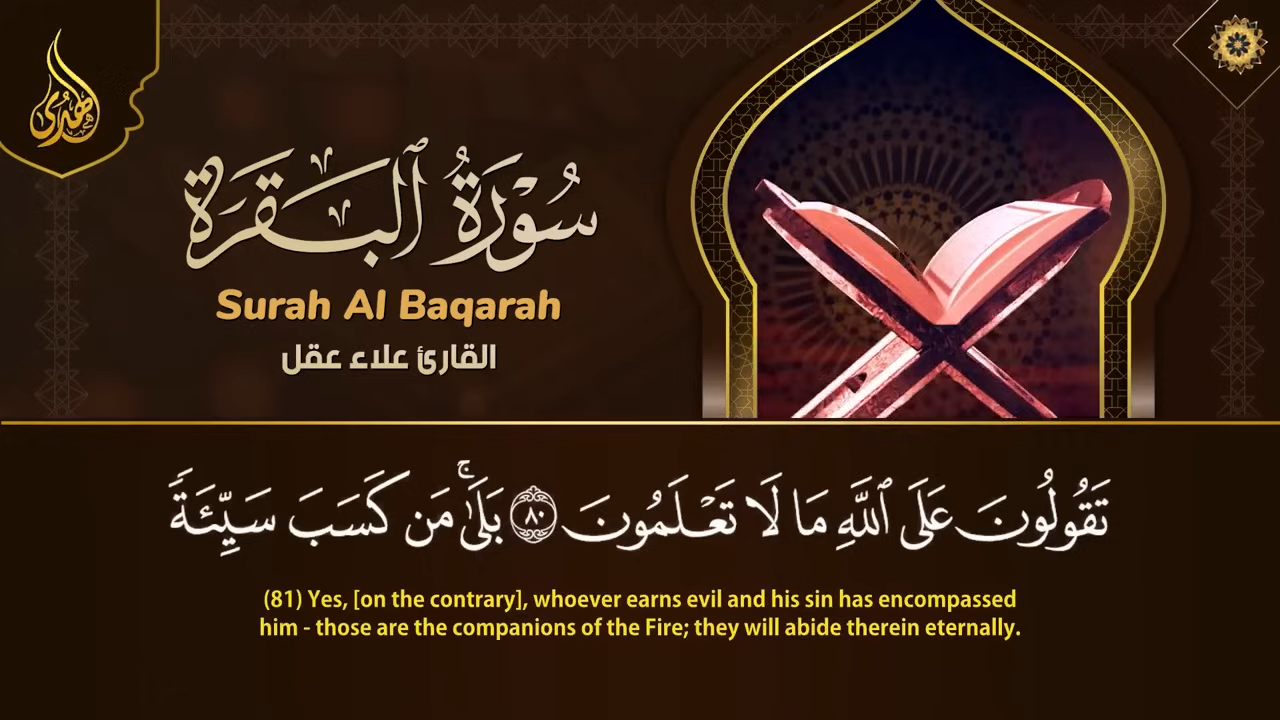 هدى
سُورَةُ ٱلْبَقَرَة
Surah Al Baqarah
القارئ علاء عقل
تَقُولُونَ عَلَى ٱللَّهِ مَا لَا تَعْلَمُونَ ۝٨٠ بَلَىٰۚ مَن كَسَبَ سَيِّئَةً
(81) Yes, [on the contrary], whoever earns evil and his sin has encompassed
him - those are the companions of the Fire; they will abide therein eternally.